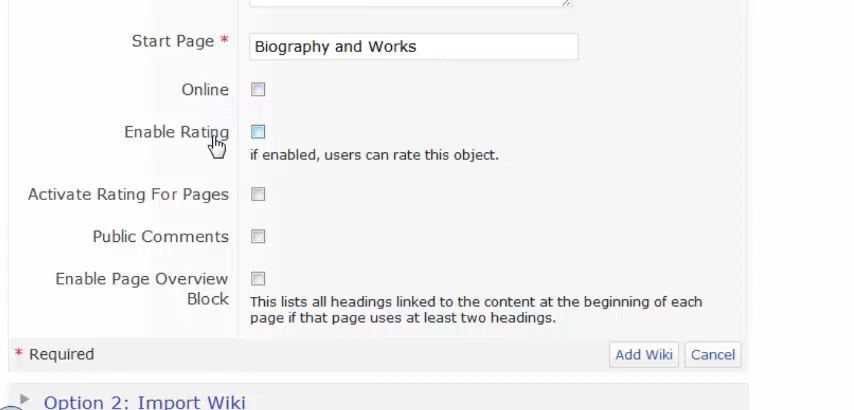 Start Page *
Biography and Works
Online
Enable Rating
if enabled, users can rate this object.
Activate Rating For Pages
Public Comments
Enable Page Overview
Block
This lists all headings linked to the content at the beginning of each
page if that page uses at least two headings.
* Required
Add Wiki
Cancel
Option 2: Import Wiki